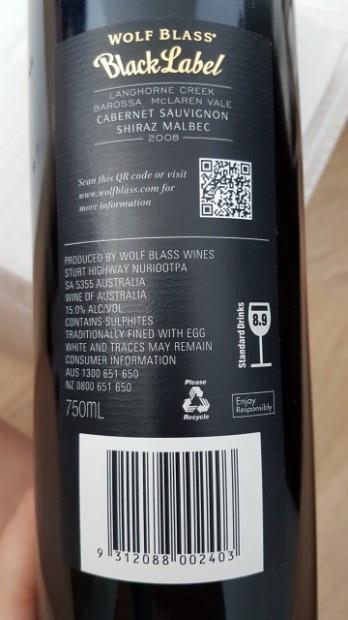 WOLF BLASS®
Black Label
LANGHORNE CREEK
BAROSSA McLAREN VALE
CABERNET SAUVIGNON
SHIRAZ MALBEC
2008
Scan this QR code or visit
www.wolfblass.com for
more information
PRODUCED BY WOLF BLASS WINES
STURT HIGHWAY NURIOOTPA
SA 5355 AUSTRALIA
WINE OF AUSTRALIA
15.0% ALC/VOL
CONTAINS SULPHITES
TRADITIONALLY FINED WITH EGG
WHITE AND TRACES MAY REMAIN
CONSUMER INFORMATION
AUS 1300 651 650
NZ 0800 651 650
750ML
Standard Drinks
8.9
Please
Recycle
Enjoy
Responsibly
9 312088 002403